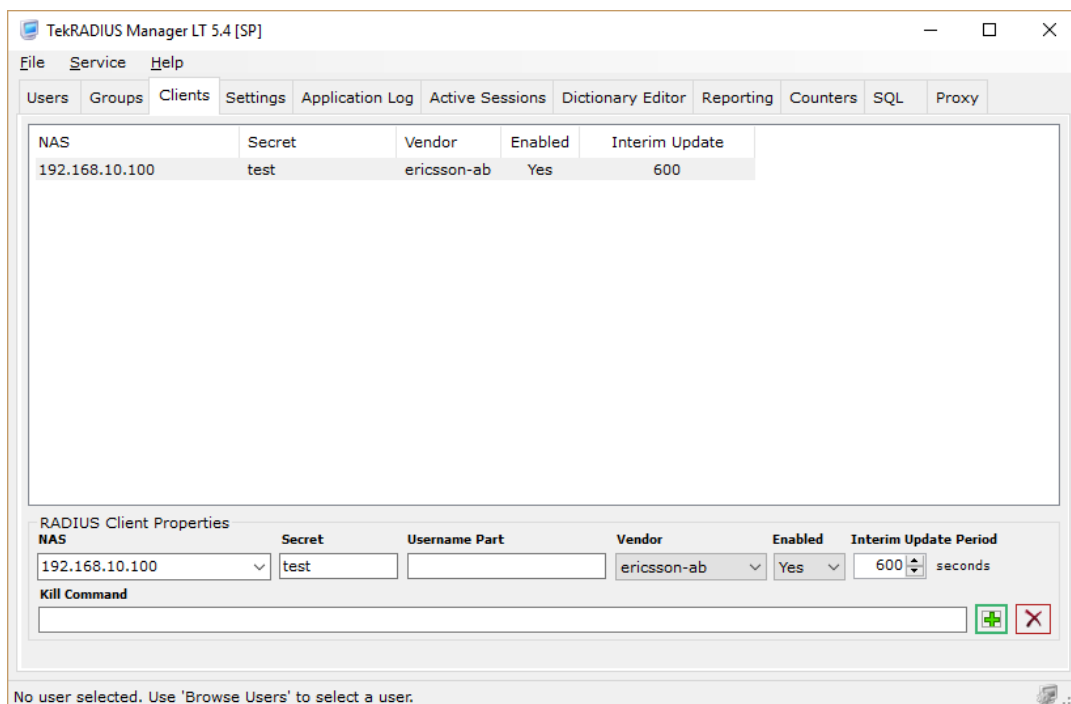 TekRADIUS Manager LT 5.4 [SP]
File Service Help
Users Groups Clients Settings Application Log Active Sessions Dictionary Editor Reporting Counters SQL Proxy
NAS Secret Vendor Enabled Interim Update
192.168.10.100 test ericsson-ab Yes 600
RADIUS Client Properties
NAS Secret Username Part Vendor Enabled Interim Update Period
192.168.10.100 test ericsson-ab Yes 600 seconds
Kill Command
No user selected. Use 'Browse Users' to select a user.